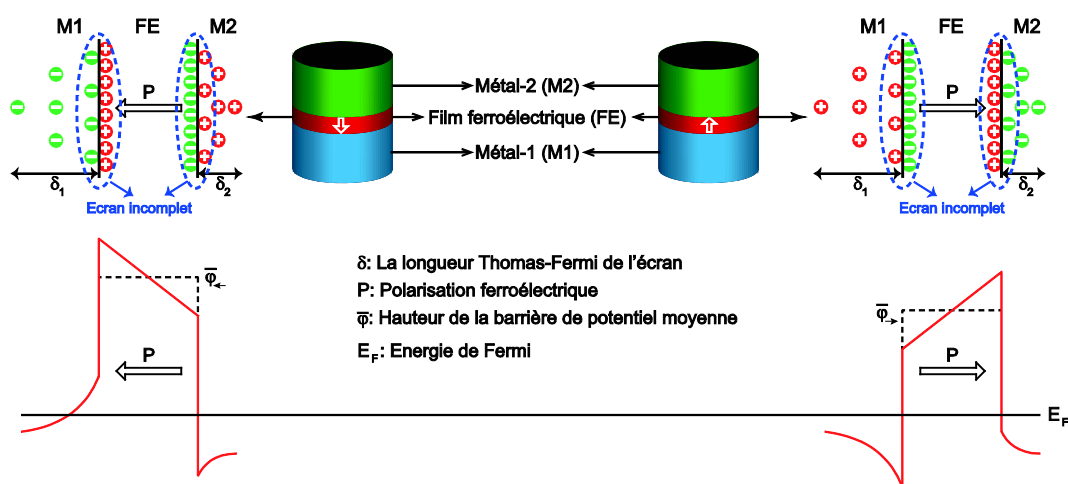 M1 FE M2
P
δ1 δ2
Ecran incomplet
Métal-2 (M2)
Film ferroélectrique (FE)
Métal-1 (M1)
M1 FE M2
P
δ1 δ2
Ecran incomplet
φ̅←
P
δ: La longueur Thomas-Fermi de l'écran
P: Polarisation ferroélectrique
φ̅: Hauteur de la barrière de potentiel moyenne
EF: Energie de Fermi
φ̅→
P
EF